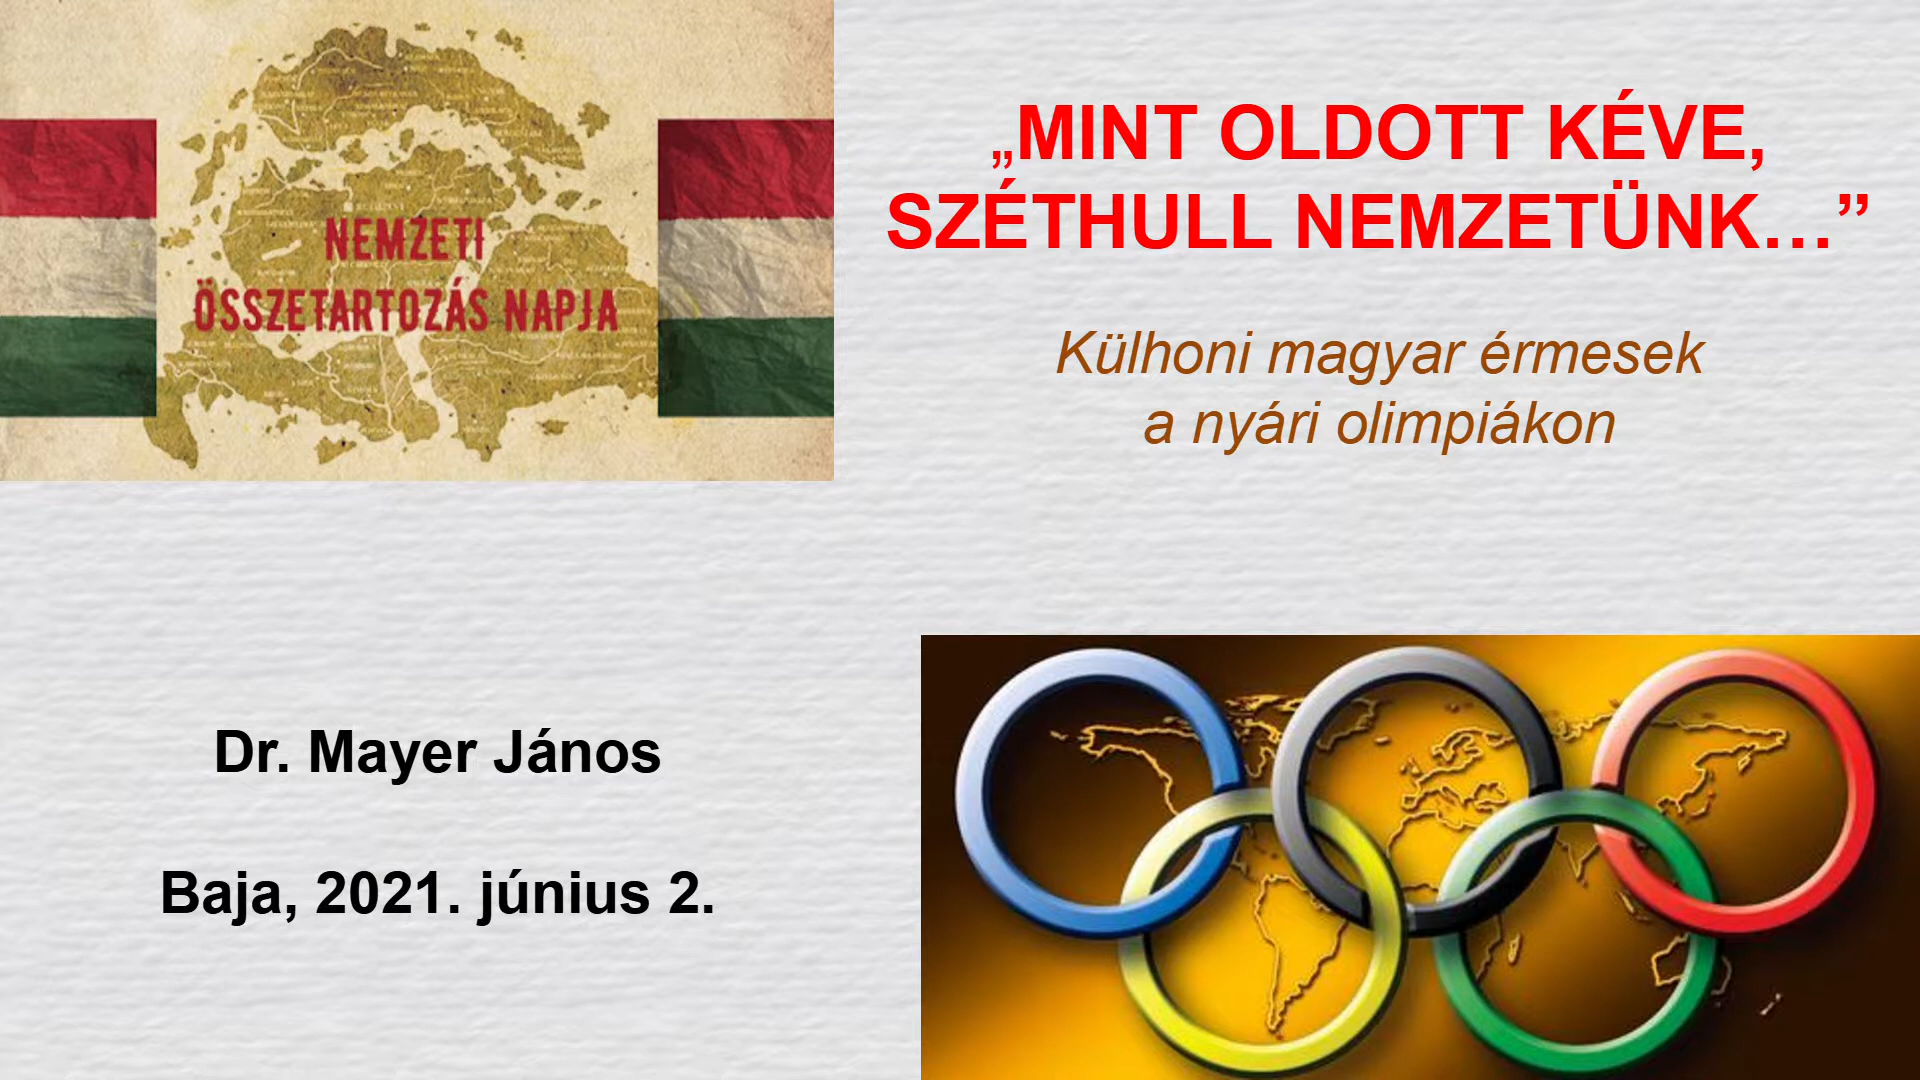 NEMZETI
ÖSSZETARTOZÁS NAPJA
„MINT OLDOTT KÉVE,
SZÉTHULL NEMZETÜNK…”
Külhoni magyar érmesek
a nyári olimpiákon
Dr. Mayer János
Baja, 2021. június 2.